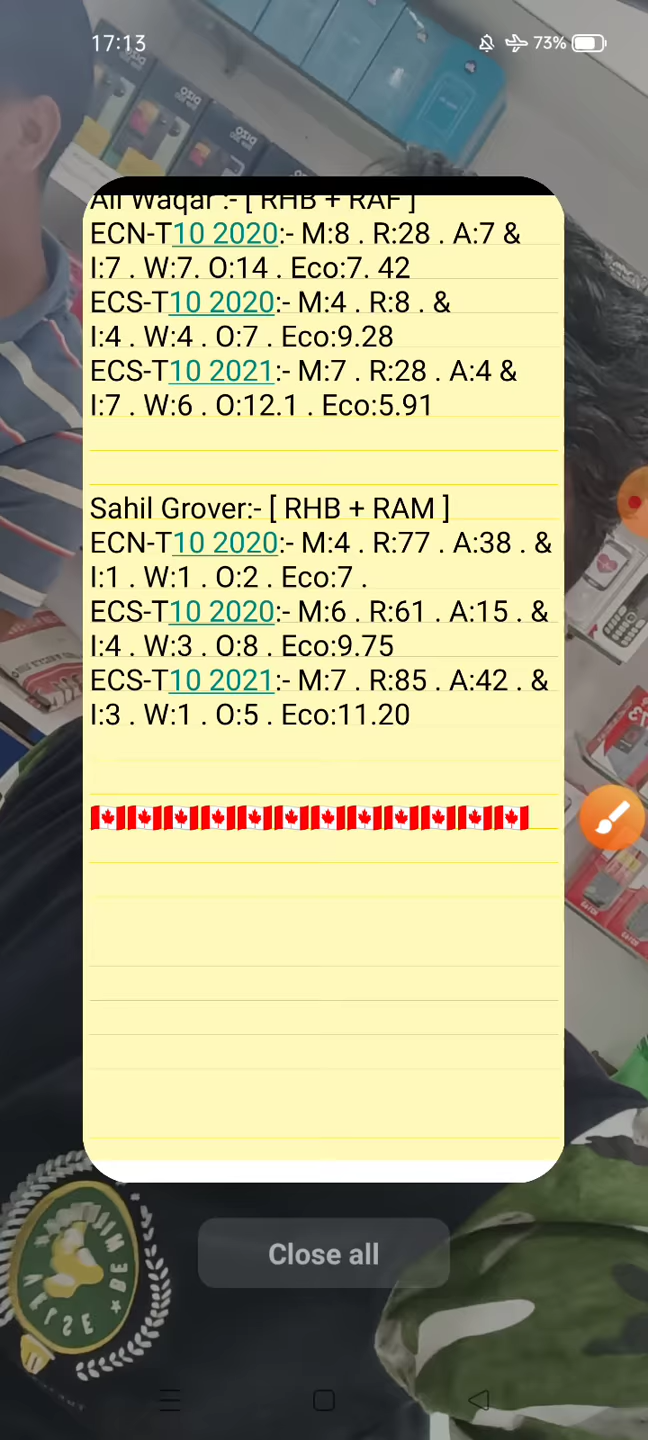 17:13
73%
Ali Waqar :- [ RHB + RAF ]
ECN-T10 2020:- M:8 . R:28 . A:7 &
I:7 . W:7. O:14 . Eco:7. 42
ECS-T10 2020:- M:4 . R:8 . &
I:4 . W:4 . O:7 . Eco:9.28
ECS-T10 2021:- M:7 . R:28 . A:4 &
I:7 . W:6 . O:12.1 . Eco:5.91
Sahil Grover:- [ RHB + RAM ]
ECN-T10 2020:- M:4 . R:77 . A:38 . &
I:1 . W:1 . O:2 . Eco:7 .
ECS-T10 2020:- M:6 . R:61 . A:15 . &
I:4 . W:3 . O:8 . Eco:9.75
ECS-T10 2021:- M:7 . R:85 . A:42 . &
I:3 . W:1 . O:5 . Eco:11.20
🇨🇦🇨🇦🇨🇦🇨🇦🇨🇦🇨🇦🇨🇦🇨🇦🇨🇦🇨🇦🇨🇦🇨🇦
Close all